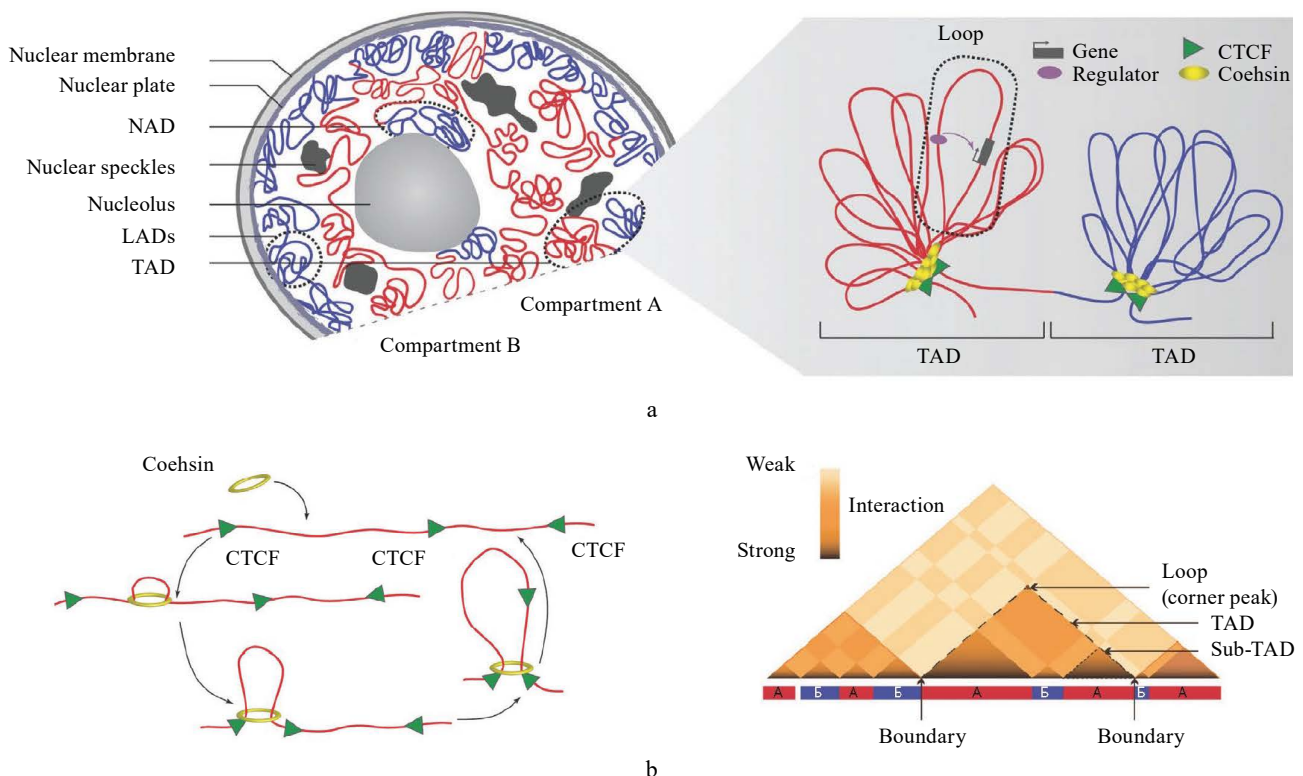 Nuclear membrane
Nuclear plate
NAD
Nuclear speckles
Nucleolus
LADs
TAD
Compartment A
Compartment B
Loop
Gene
CTCF
Regulator
Coehsin
TAD
TAD
a
Coehsin
CTCF
CTCF
CTCF
Weak
Interaction
Strong
Loop
(corner peak)
TAD
Sub-TAD
А Б А Б А Б А Б А
Boundary
Boundary
b